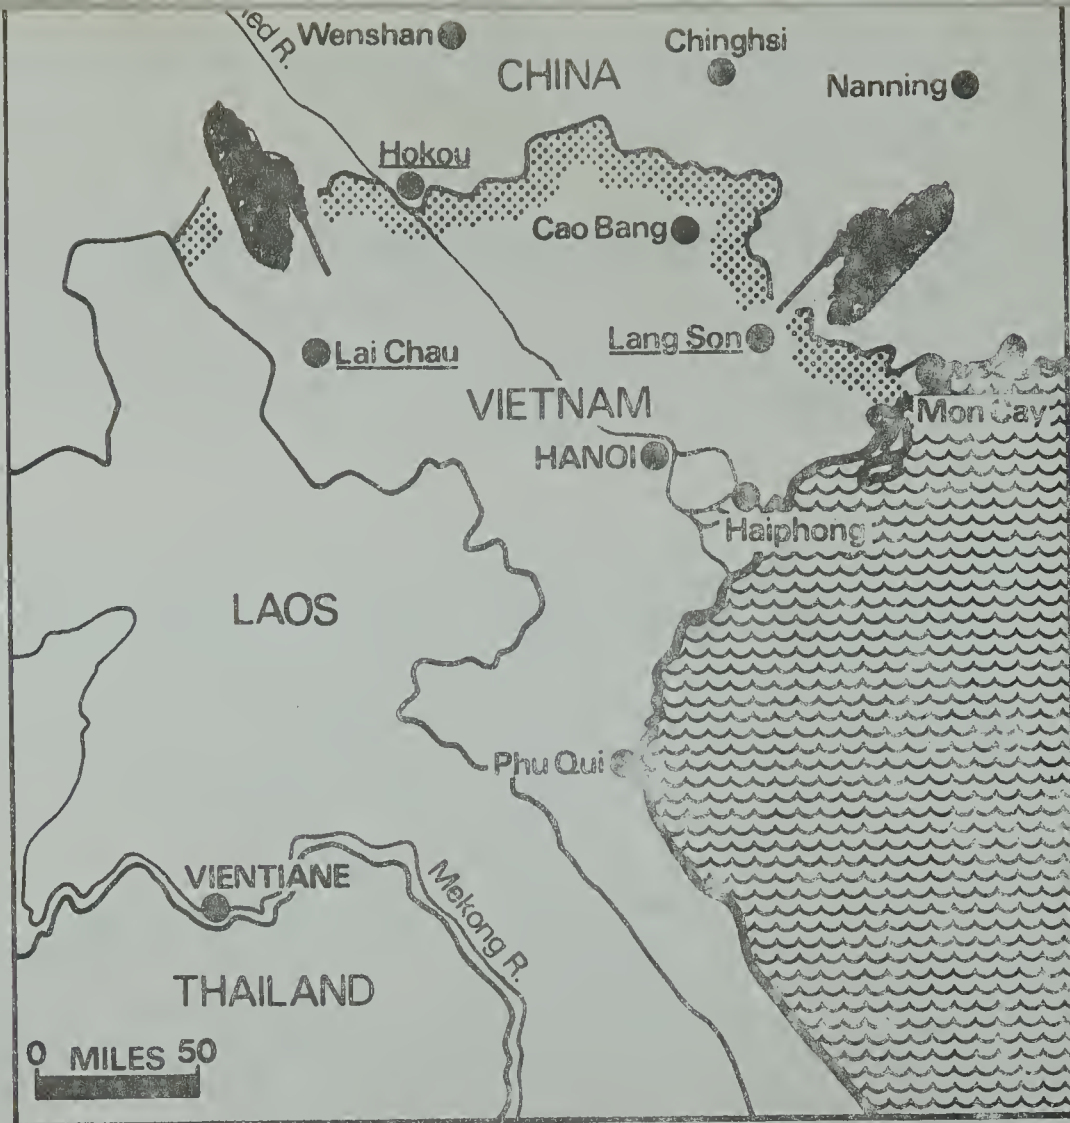 Wenshan
Chinghsi
CHINA
Nanning
Hokou
Cao Bang
Lang Son
Lai Chau
VIETNAM
Mon Cay
HANOI
Haiphong
LAOS
Phu Qui
VIENTIANE
Mekong R.
THAILAND
0 MILES 50